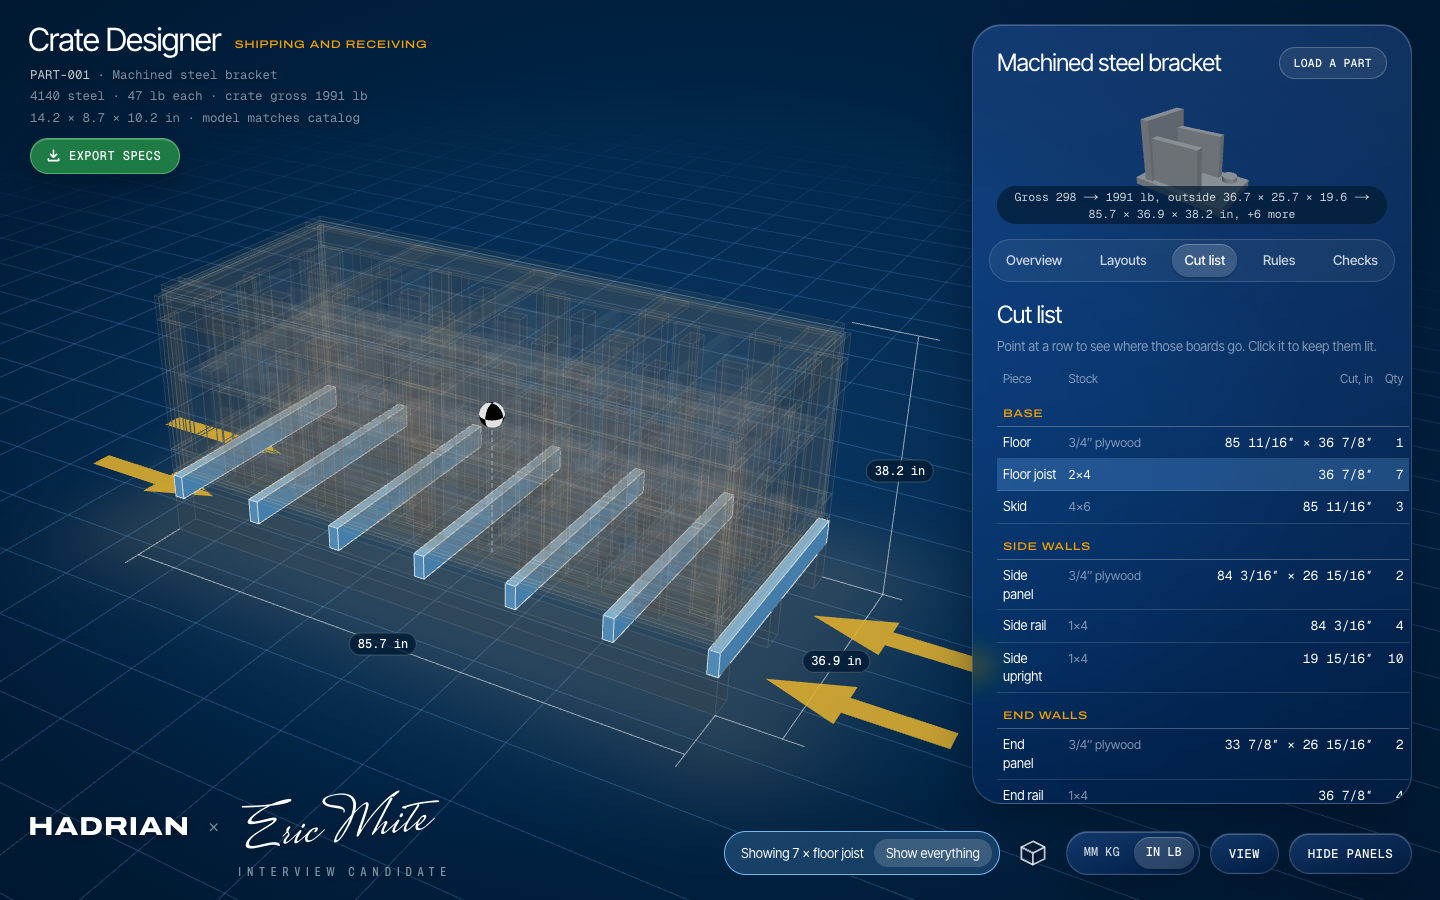 Crate Designer SHIPPING AND RECEIVING
PART-001 · Machined steel bracket
4140 steel · 47 lb each · crate gross 1991 lb
14.2 × 8.7 × 10.2 in · model matches catalog
EXPORT SPECS
38.2 in
85.7 in
36.9 in
Machined steel bracket
LOAD A PART
Gross 298 → 1991 lb, outside 36.7 × 25.7 × 19.6 →
85.7 × 36.9 × 38.2 in, +6 more
Overview Layouts Cut list Rules Checks
Cut list
Point at a row to see where those boards go. Click it to keep them lit.
Piece Stock Cut, in Qty
BASE
Floor 3/4″ plywood 85 11/16″ × 36 7/8″ 1
Floor joist 2×4 36 7/8″ 7
Skid 4×6 85 11/16″ 3
SIDE WALLS
Side panel 3/4″ plywood 84 3/16″ × 26 15/16″ 2
Side rail 1×4 84 3/16″ 4
Side upright 1×4 19 15/16″ 10
END WALLS
End panel 3/4″ plywood 33 7/8″ × 26 15/16″ 2
End rail 1×4 36 7/8″ 4
HADRIAN × Eric White
INTERVIEW CANDIDATE
Showing 7 × floor joist Show everything
MM KG IN LB
VIEW
HIDE PANELS